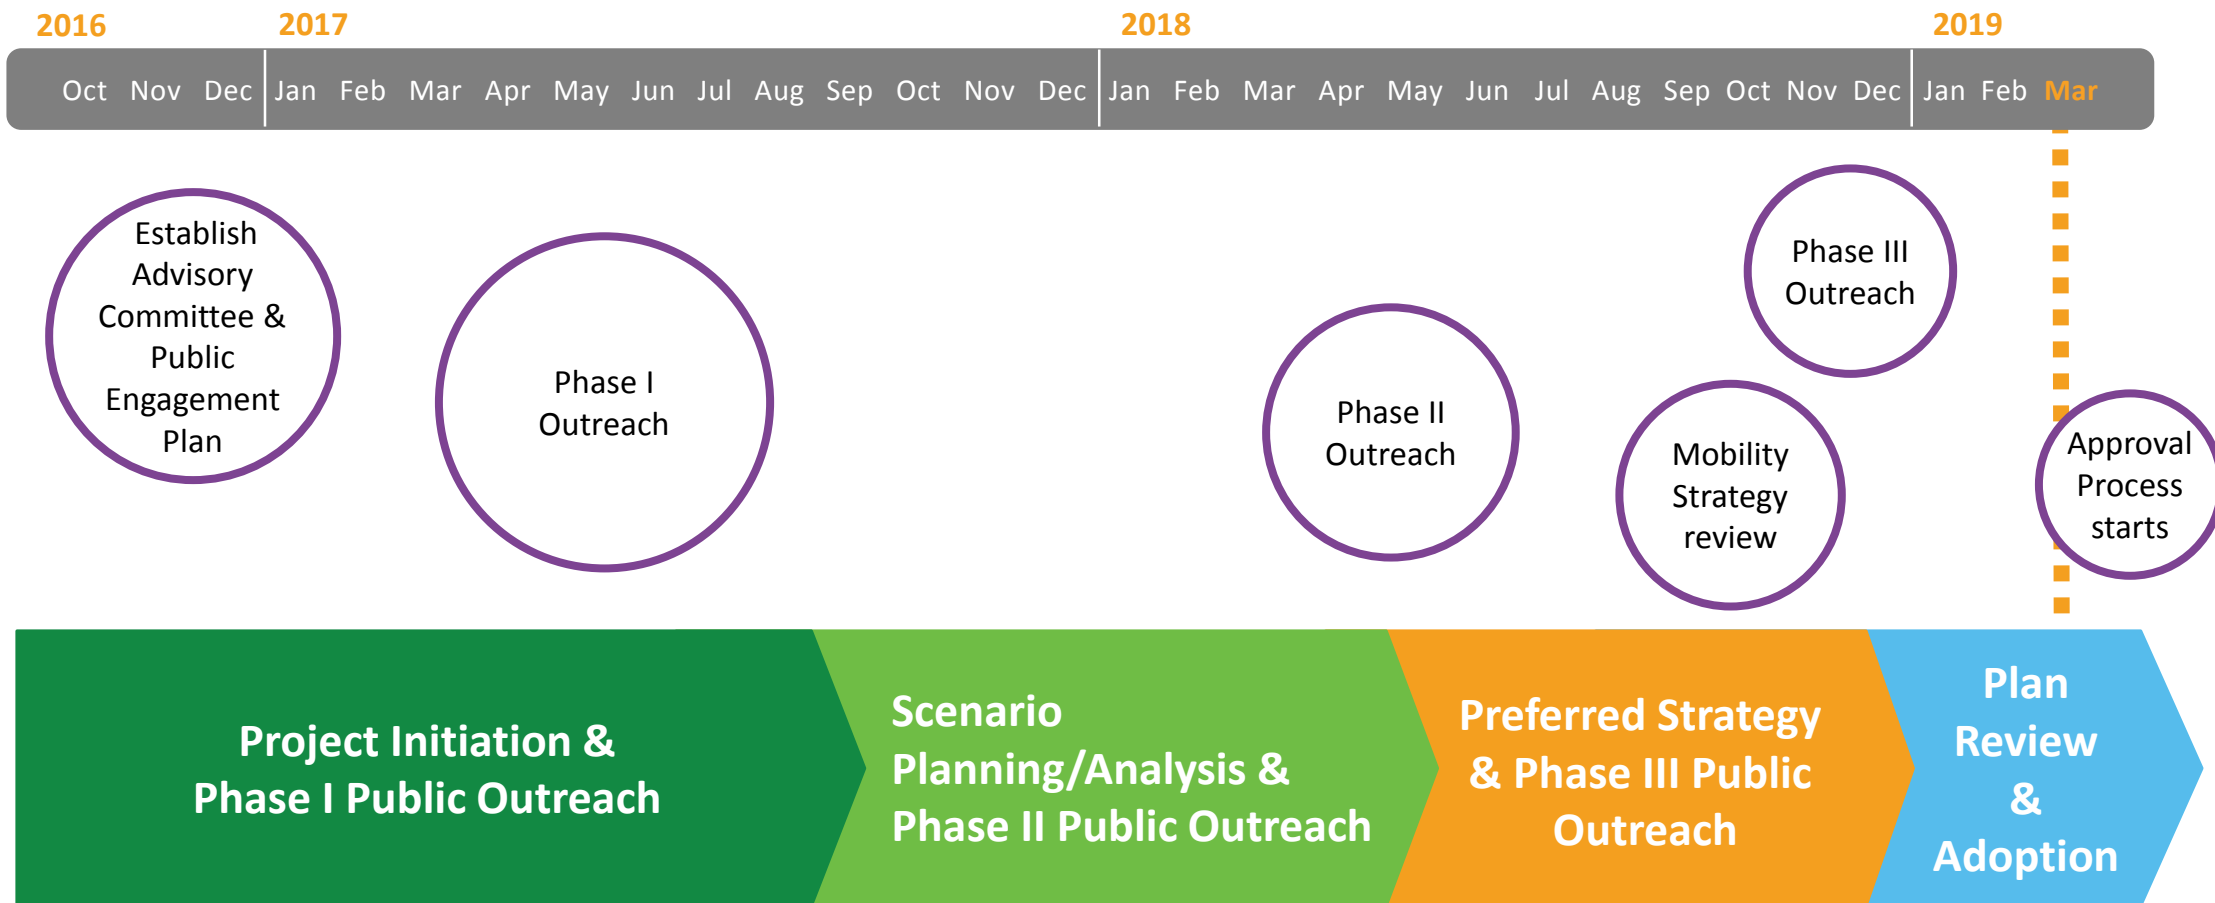 2016 2017 2018 2019
Oct Nov Dec Jan Feb Mar Apr May Jun Jul Aug Sep Oct Nov Dec Jan Feb Mar Apr May Jun Jul Aug Sep Oct Nov Dec Jan Feb Mar
Establish
Advisory
Committee &
Public
Engagement
Plan
Phase I
Outreach
Phase II
Outreach
Mobility
Strategy
review
Phase III
Outreach
Approval
Process
starts
Project Initiation &
Phase I Public Outreach
Scenario
Planning/Analysis &
Phase II Public Outreach
Preferred Strategy
& Phase III Public
Outreach
Plan
Review
&
Adoption